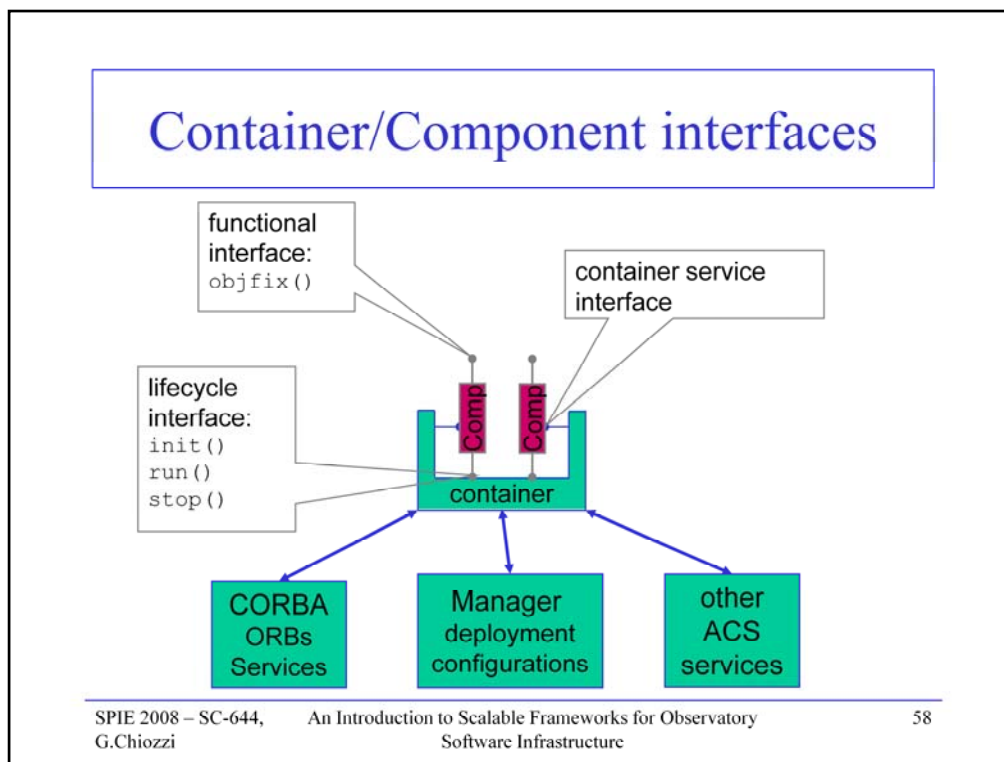 Container/Component interfaces
functional
interface:
objfix()
container service
interface
lifecycle
interface:
init()
run()
stop()
Comp
Comp
container
CORBA
ORBs
Services
Manager
deployment
configurations
other
ACS
services
SPIE 2008 – SC-644,
G.Chiozzi
An Introduction to Scalable Frameworks for Observatory
Software Infrastructure
58